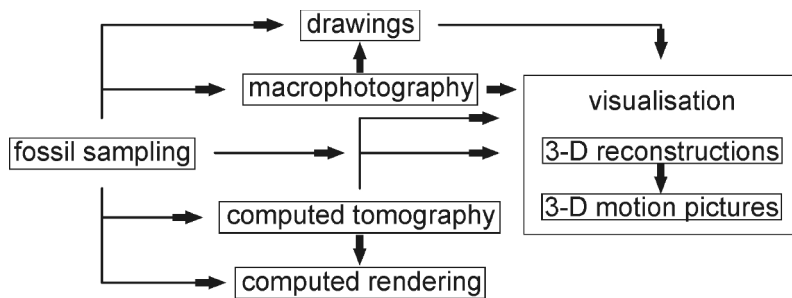 drawings
macrophotography
visualisation
fossil sampling
3-D reconstructions
computed tomography
3-D motion pictures
computed rendering